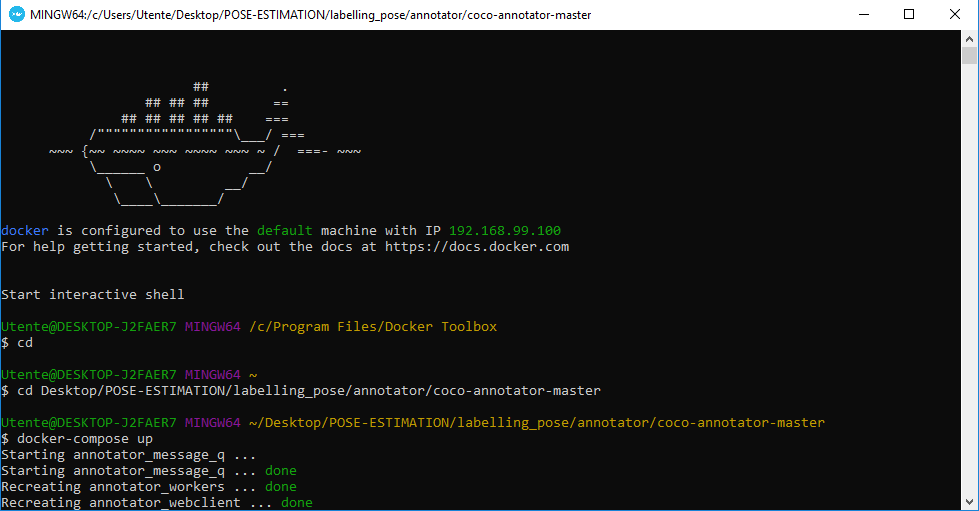 MINGW64:/c/Users/Utente/Desktop/POSE-ESTIMATION/labelling_pose/annotator/coco-annotator-master
                        ##         .
                  ## ## ##        ==
               ## ## ## ## ##    ===
           /"""""""""""""""""\___/ ===
      ~~~ {~~ ~~~~ ~~~ ~~~~ ~~~ ~ /  ===- ~~~
           \______ o           __/
             \    \         __/
              \____\_______/
docker is configured to use the default machine with IP 192.168.99.100
For help getting started, check out the docs at https://docs.docker.com
Start interactive shell
Utente@DESKTOP-J2FAER7 MINGW64 /c/Program Files/Docker Toolbox
$ cd
Utente@DESKTOP-J2FAER7 MINGW64 ~
$ cd Desktop/POSE-ESTIMATION/labelling_pose/annotator/coco-annotator-master
Utente@DESKTOP-J2FAER7 MINGW64 ~/Desktop/POSE-ESTIMATION/labelling_pose/annotator/coco-annotator-master
$ docker-compose up
Starting annotator_message_q ...
Starting annotator_message_q ... done
Recreating annotator_workers ... done
Recreating annotator_webclient ... done